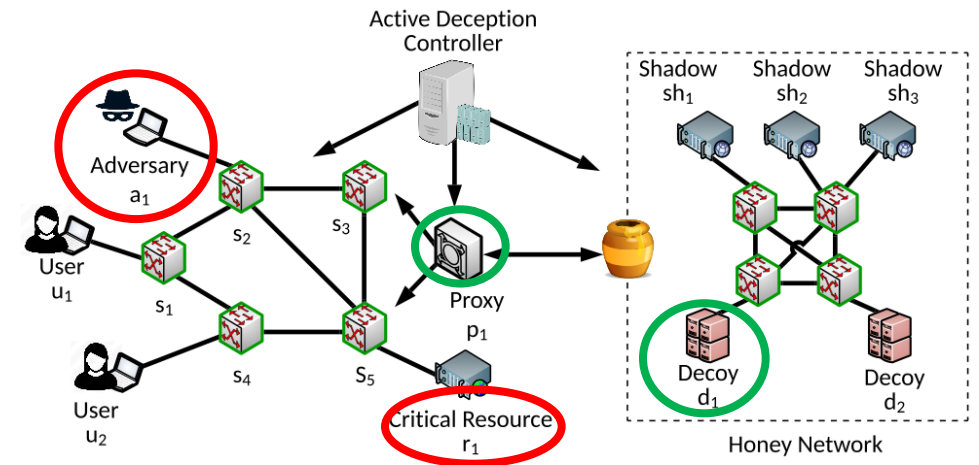 Active Deception
Controller
Shadow
sh₁
Shadow
sh₂
Shadow
sh₃
Adversary
a₁
s₂
s₃
User
u₁
s₁
Proxy
p₁
s₄
S₅
User
u₂
Critical Resource
r₁
Decoy
d₁
Decoy
d₂
Honey Network